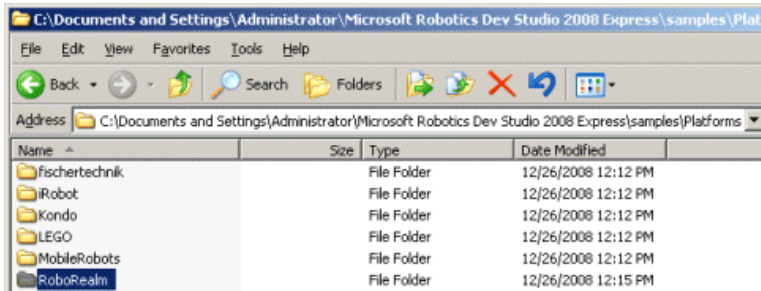 C:\Documents and Settings\Administrator\Microsoft Robotics Dev Studio 2008 Express\samples\Plat
File Edit View Favorites Tools Help
Back Search Folders
Address C:\Documents and Settings\Administrator\Microsoft Robotics Dev Studio 2008 Express\samples\Platforms
Name Size Type Date Modified
fischertechnik File Folder 12/26/2008 12:12 PM
iRobot File Folder 12/26/2008 12:12 PM
Kondo File Folder 12/26/2008 12:12 PM
LEGO File Folder 12/26/2008 12:12 PM
MobileRobots File Folder 12/26/2008 12:12 PM
RoboRealm File Folder 12/26/2008 12:15 PM